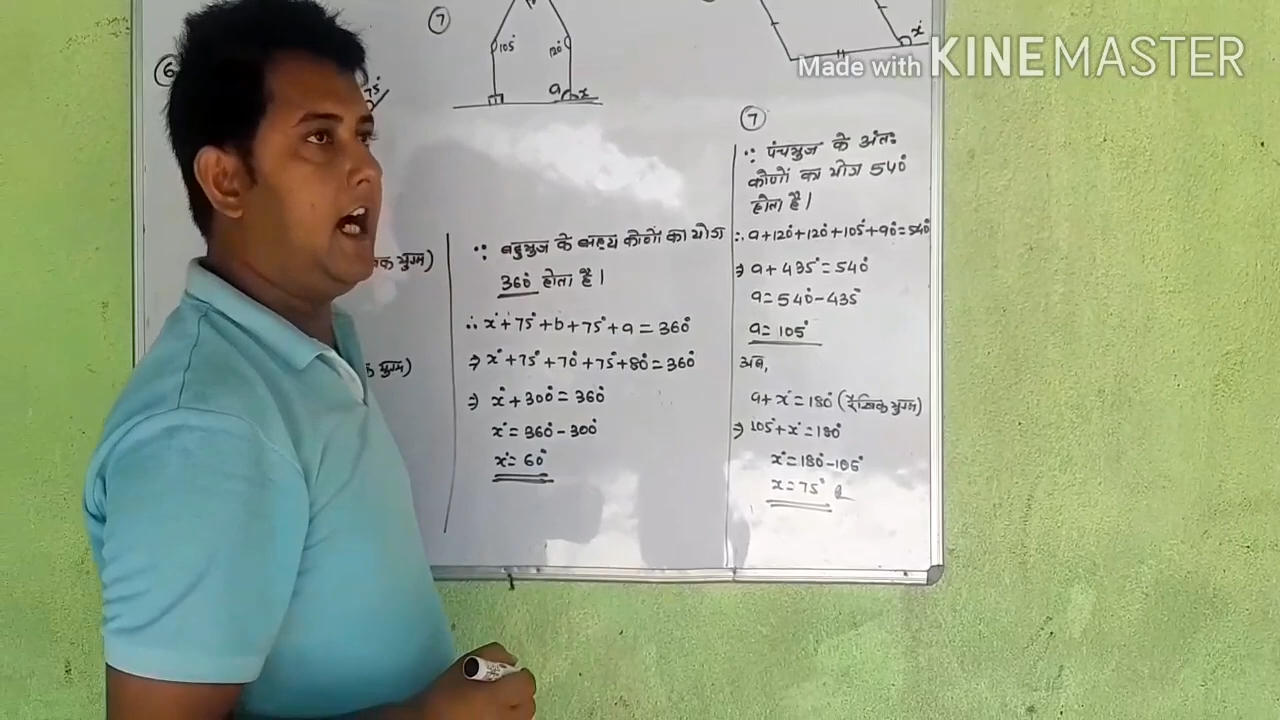 Made with KINEMASTER
⑦
105°
120°
a x
x°
⑥
75°
युग्म)
युग्म)
∵ बहुभुज के बाह्य कोणों का योग
360° होता है।
∴ x°+75°+b+75°+a=360°
⇒ x°+75°+70°+75°+80°=360°
⇒ x°+300°=360°
x°=360°-300°
x°=60°
⑦
∵ पंचभुज के अंतः
कोणों का योग 540°
होता है।
∴ a+120°+120°+105°+90°=540°
⇒ a+435°=540°
a=540°-435°
a=105°
अब,
a+x°=180° (रैखिक युग्म)
⇒ 105°+x°=180°
x°=180°-105°
x=75°